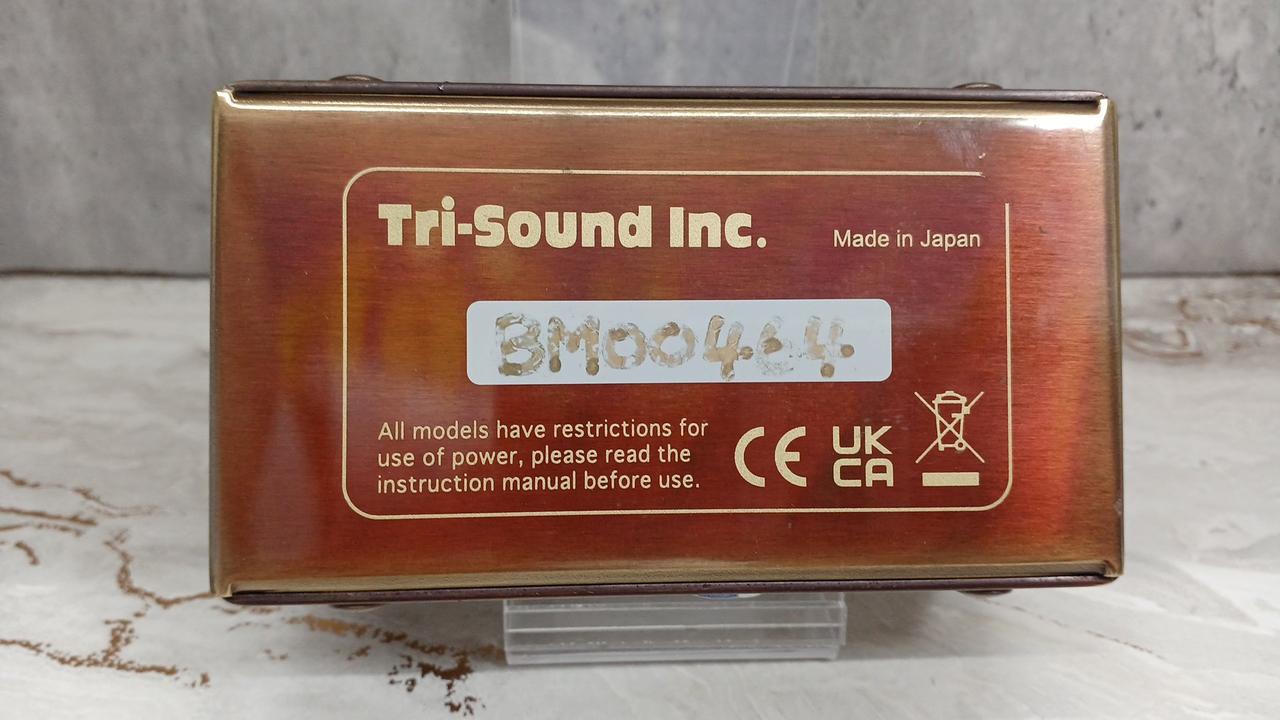 Tri-Sound Inc.
Made in Japan
BM00464
All models have restrictions for
use of power, please read the
instruction manual before use.
CE
UK
CA